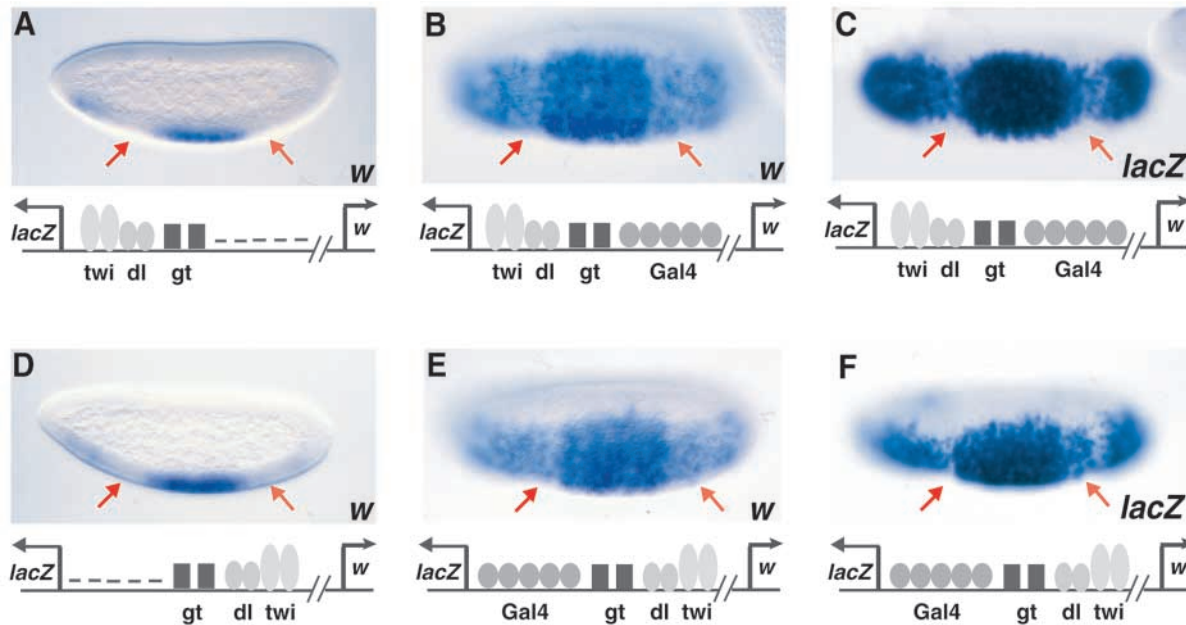 A
B
C
w
w
lacZ
lacZ
w
lacZ
w
lacZ
w
twi dl gt
twi dl gt Gal4
twi dl gt Gal4
D
E
F
w
w
lacZ
lacZ
w
lacZ
w
lacZ
w
gt dl twi
Gal4 gt dl twi
Gal4 gt dl twi